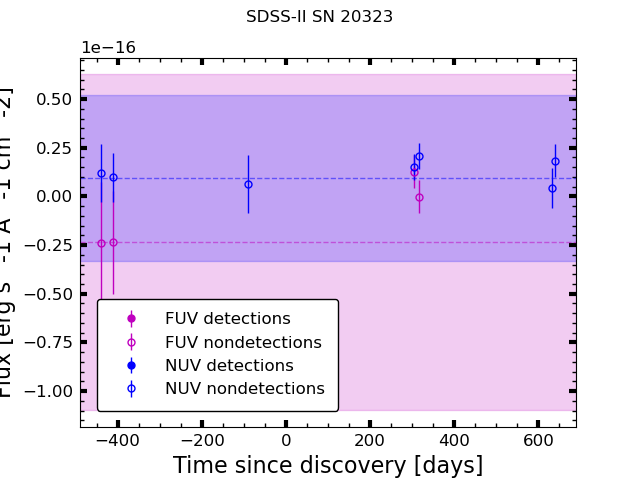 SDSS-II SN 20323
1e−16
0.50
0.25
0.00
−0.25
−0.50
−0.75
−1.00
Flux [erg s -1 A -1 cm -2]
FUV detections
FUV nondetections
NUV detections
NUV nondetections
−400 −200 0 200 400 600
Time since discovery [days]